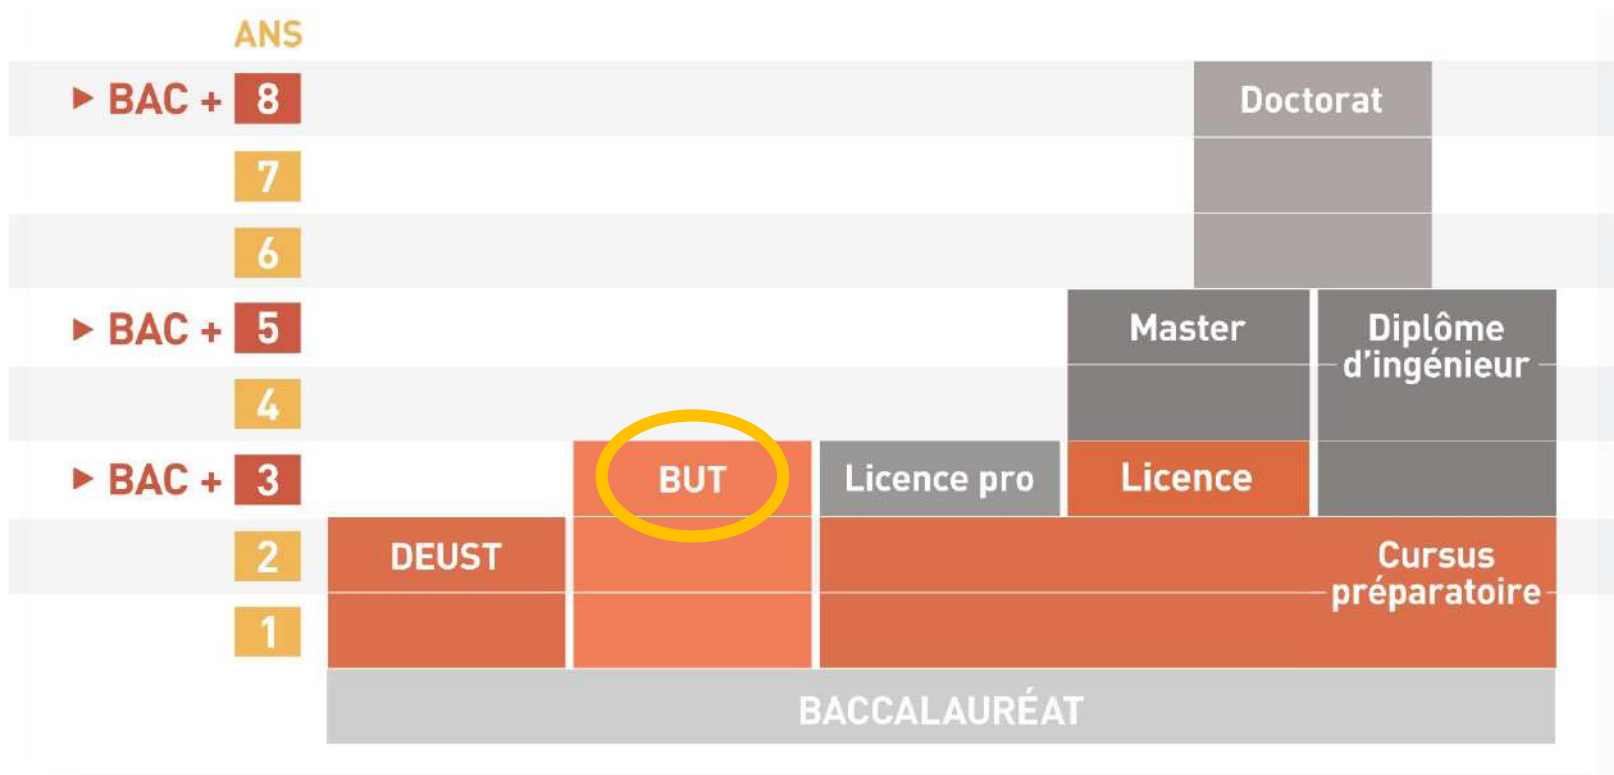 ANS
► BAC + 8
Doctorat
7
6
► BAC + 5
Master
Diplôme
d'ingénieur
4
► BAC + 3
BUT
Licence pro
Licence
2
DEUST
Cursus
préparatoire
1
BACCALAURÉAT